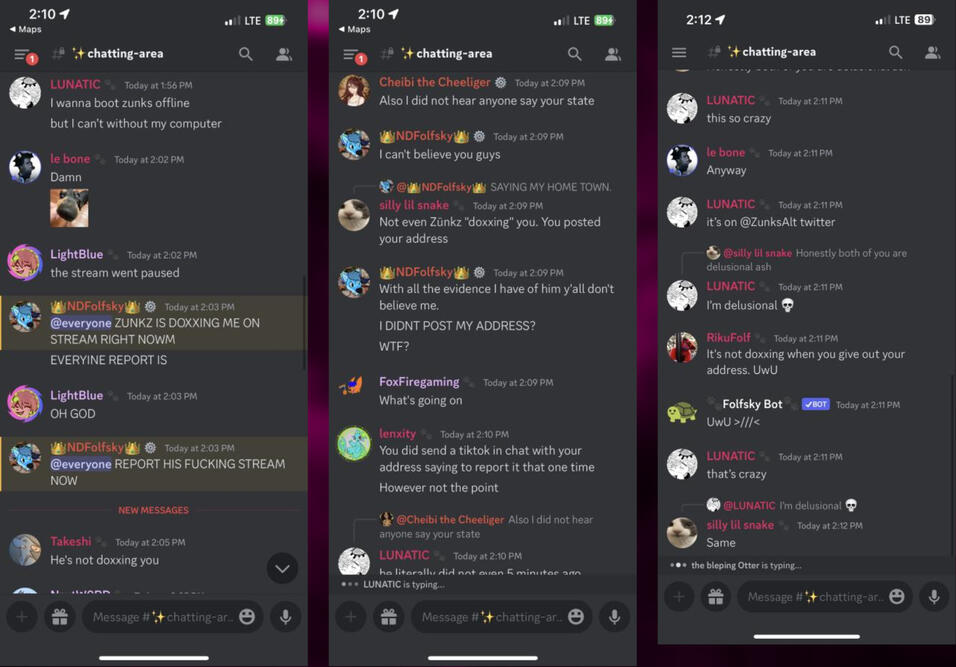 2:10
LTE 89
Maps
1
✨chatting-area
LUNATIC Today at 1:56 PM
I wanna boot zunks offline
but I can't without my computer
le bone Today at 2:02 PM
Damn
LightBlue Today at 2:02 PM
the stream went paused
👑NDFolfsky👑 Today at 2:03 PM
@everyone ZUNKZ IS DOXXING ME ON
STREAM RIGHT NOWM
EVERYINE REPORT IS
LightBlue Today at 2:03 PM
OH GOD
👑NDFolfsky👑 Today at 2:03 PM
@everyone REPORT HIS FUCKING STREAM
NOW
NEW MESSAGES
Takeshi Today at 2:05 PM
He's not doxxing you
Message #✨chatting-ar..
2:10
LTE 89
Maps
1
✨chatting-area
Cheibi the Cheeliger Today at 2:09 PM
Also I did not hear anyone say your state
👑NDFolfsky👑 Today at 2:09 PM
I can't believe you guys
@👑NDFolfsky👑 SAYING MY HOME TOWN.
silly lil snake Today at 2:09 PM
Not even Zünkz "doxxing" you. You posted
your address
👑NDFolfsky👑 Today at 2:09 PM
With all the evidence I have of him y'all don't
believe me.
I DIDNT POST MY ADDRESS?
WTF?
FoxFiregaming Today at 2:09 PM
What's going on
lenxity Today at 2:10 PM
You did send a tiktok in chat with your
address saying to report it that one time
However not the point
@Cheibi the Cheeliger Also I did not hear
anyone say your state
LUNATIC Today at 2:10 PM
he literally did not even 5 minutes ago
LUNATIC is typing...
Message #✨chatting-ar..
2:12
LTE 89
✨chatting-area
LUNATIC Today at 2:11 PM
this so crazy
le bone Today at 2:11 PM
Anyway
LUNATIC Today at 2:11 PM
it's on @ZunksAlt twitter
@silly lil snake Honestly both of you are
delusional ash
LUNATIC Today at 2:11 PM
I'm delusional 💀
RikuFolf Today at 2:11 PM
It's not doxxing when you give out your
address. UwU
Folfsky Bot ✓BOT Today at 2:11 PM
UwU >///<
LUNATIC Today at 2:11 PM
that's crazy
@LUNATIC I'm delusional 💀
silly lil snake Today at 2:12 PM
Same
the bleping Otter is typing...
Message #✨chatting-ar..